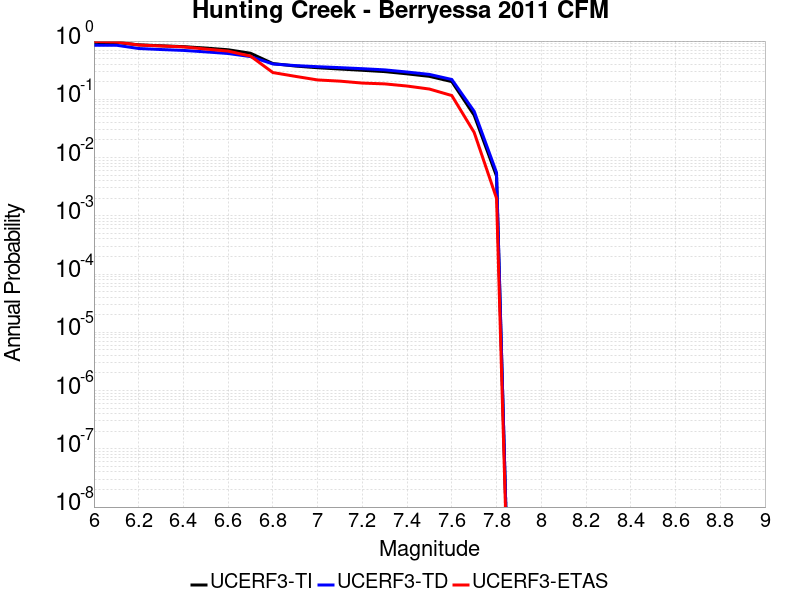 Hunting Creek - Berryessa 2011 CFM
10^0
10^-1
10^-2
10^-3
10^-4
10^-5
10^-6
10^-7
10^-8
Annual Probability
6 6.2 6.4 6.6 6.8 7 7.2 7.4 7.6 7.8 8 8.2 8.4 8.6 8.8 9
Magnitude
UCERF3-TI UCERF3-TD UCERF3-ETAS